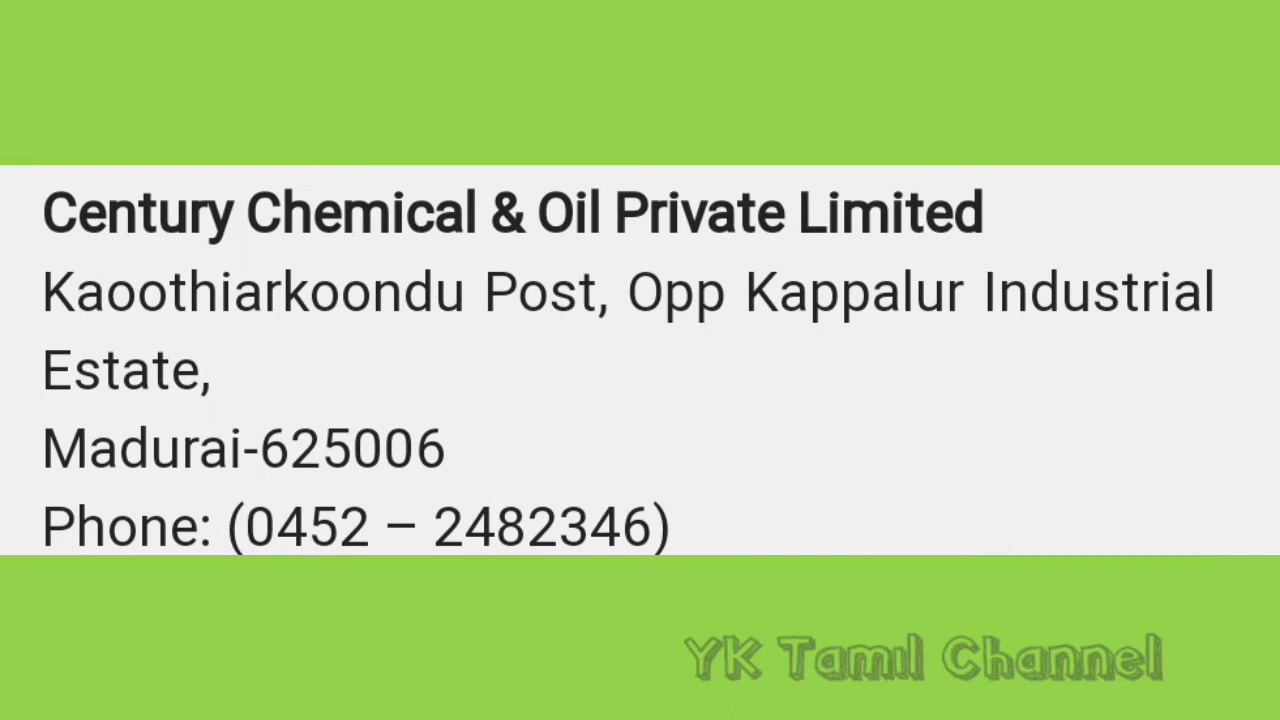 Century Chemical & Oil Private Limited
Kaoothiarkoondu Post, Opp Kappalur Industrial
Estate,
Madurai-625006
Phone: (0452 – 2482346)
YK Tamil Channel